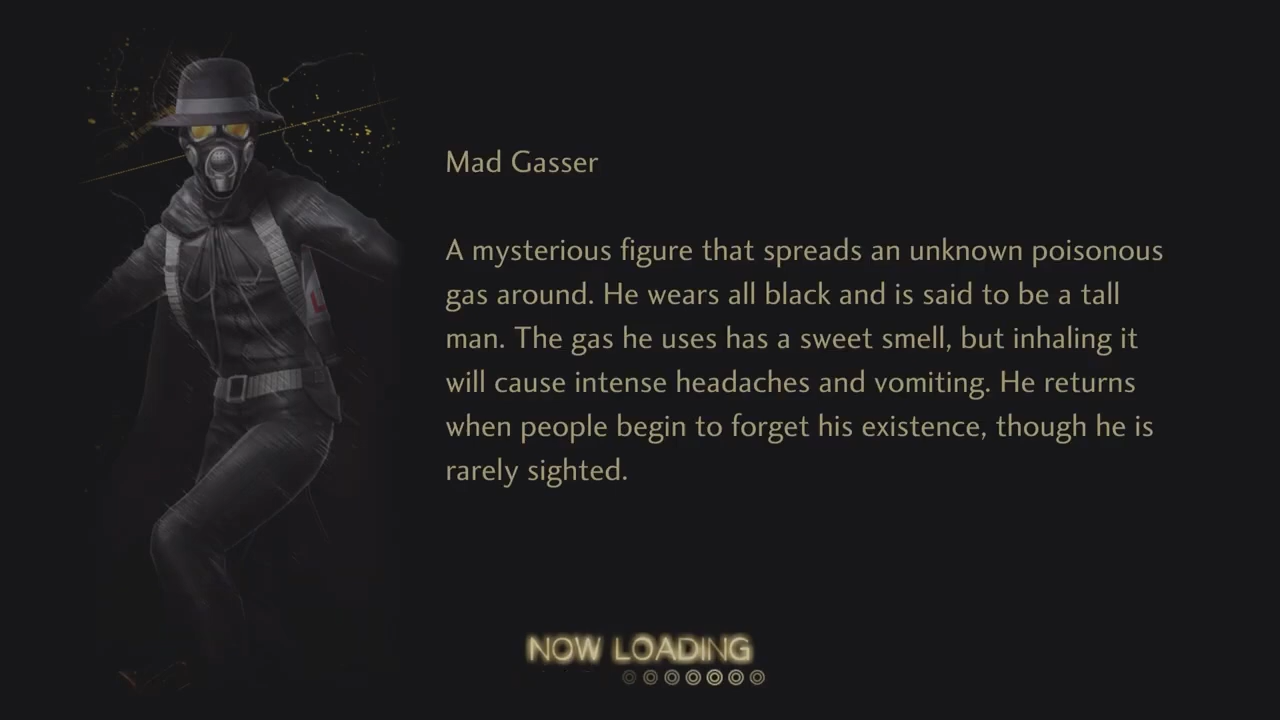 Mad Gasser
A mysterious figure that spreads an unknown poisonous
gas around. He wears all black and is said to be a tall
man. The gas he uses has a sweet smell, but inhaling it
will cause intense headaches and vomiting. He returns
when people begin to forget his existence, though he is
rarely sighted.
NOW LOADING